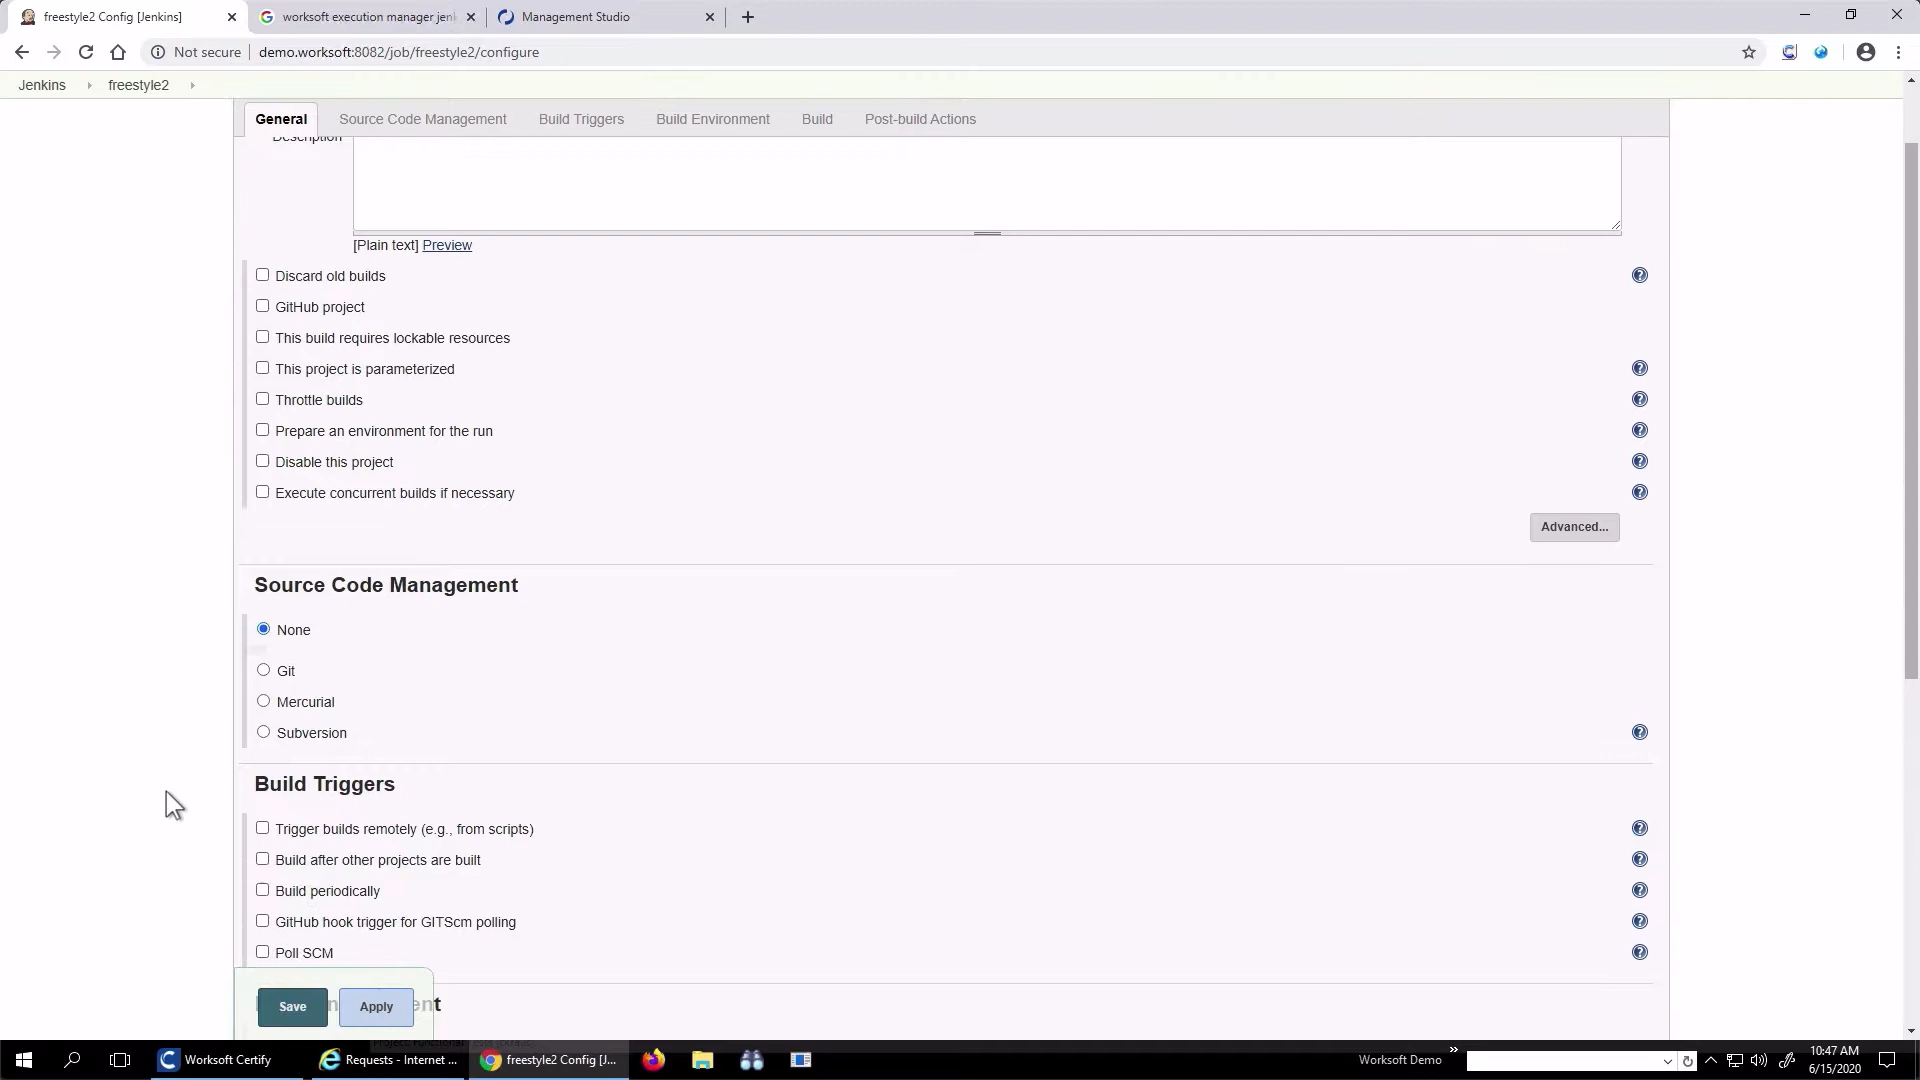 freestyle2 Config [Jenkins]
worksoft execution manager jen
Management Studio
Not secure
demo.worksoft:8082/job/freestyle2/configure
Jenkins
freestyle2
General
Source Code Management
Build Triggers
Build Environment
Build
Post-build Actions
Description
[Plain text] Preview
Discard old builds
GitHub project
This build requires lockable resources
This project is parameterized
Throttle builds
Prepare an environment for the run
Disable this project
Execute concurrent builds if necessary
Advanced...
Source Code Management
None
Git
Mercurial
Subversion
Build Triggers
Trigger builds remotely (e.g., from scripts)
Build after other projects are built
Build periodically
GitHub hook trigger for GITScm polling
Poll SCM
Save
Apply
Worksoft Certify
Requests - Internet ...
freestyle2 Config [J...
Worksoft Demo
10:47 AM
6/15/2020